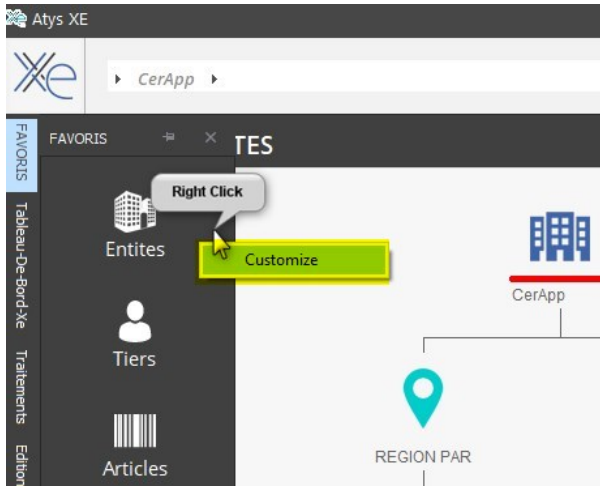 Atys XE
Xe
CerApp
FAVORIS
FAVORIS
TES
Right Click
Entites
Customize
CerApp
Tableau-De-Bord-Xe
Tiers
Traitements
REGION PAR
Edition
Articles